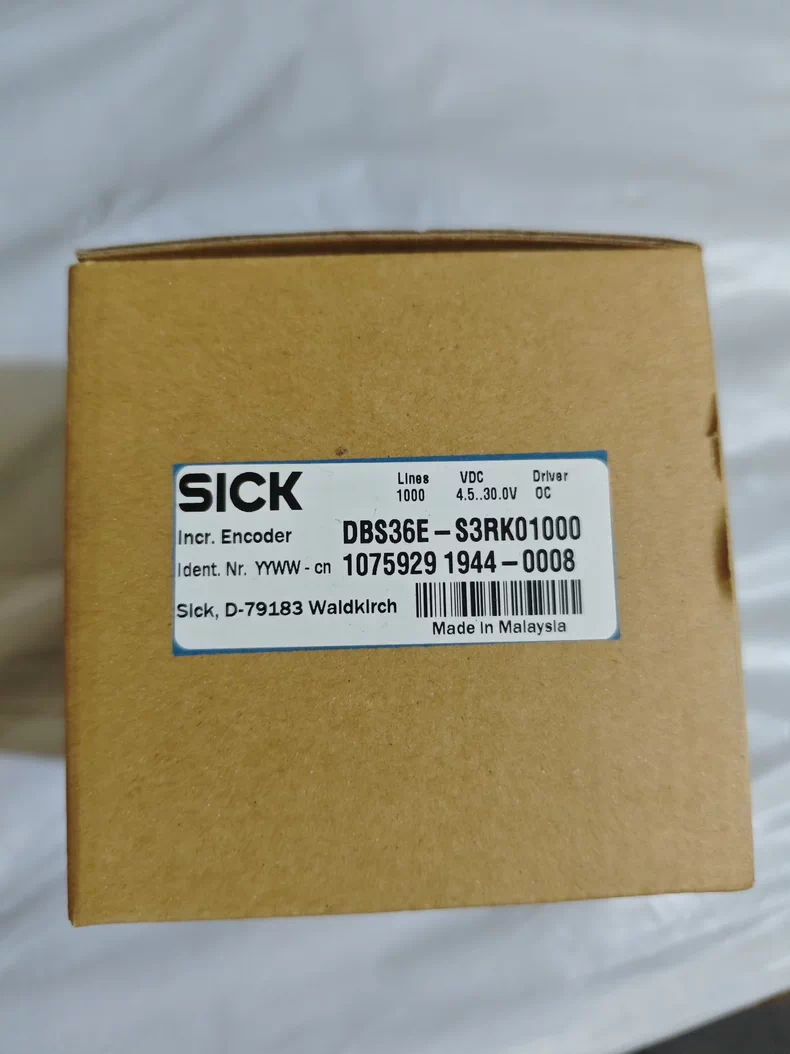 SICK
Lines VDC Driver
1000 4.5..30.0V OC
Incr. Encoder DBS36E-S3RK01000
Ident. Nr. YYWW - cn 1075929 1944-0008
Sick, D-79183 Waldkirch
Made in Malaysia